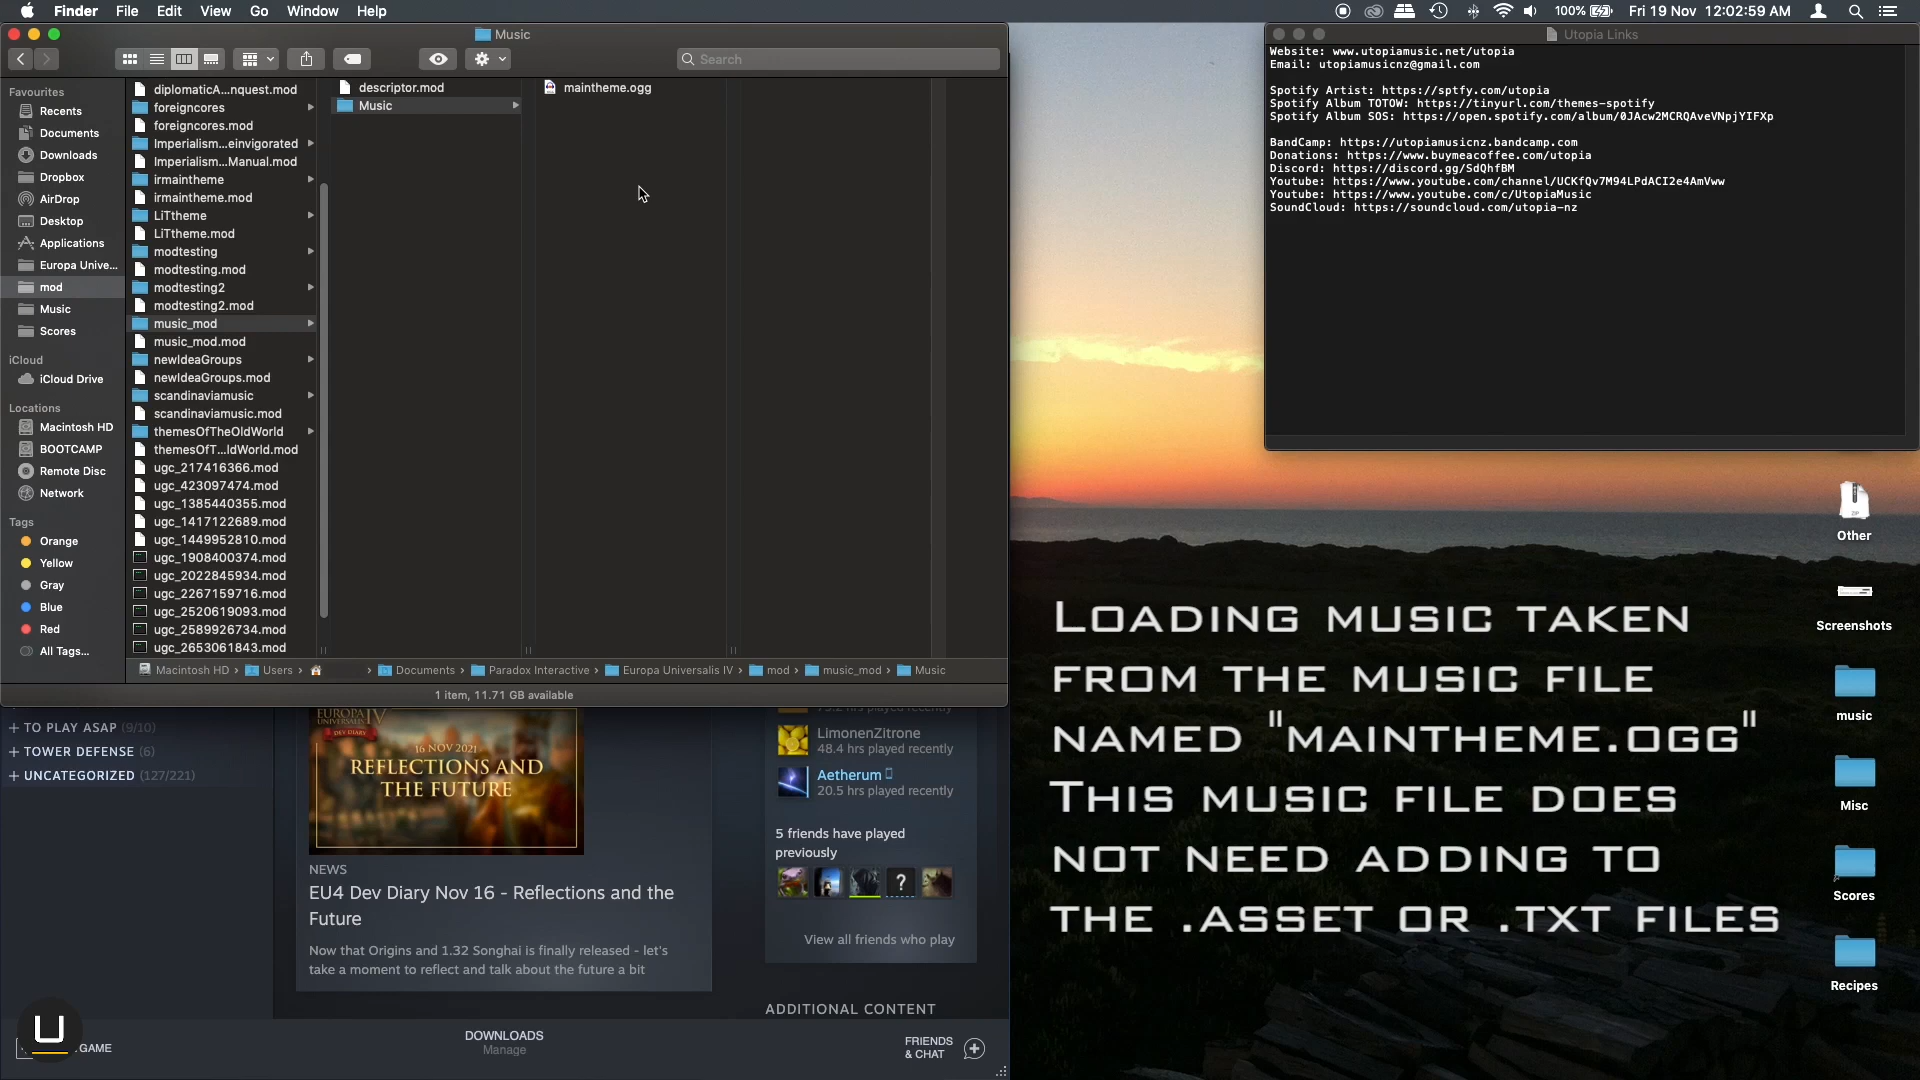 Finder File Edit View Go Window Help
100% Fri 19 Nov 12:02:59 AM
Music
Search
Favourites
Recents
Documents
Downloads
Dropbox
AirDrop
Desktop
Applications
Europa Unive...
mod
Music
Scores
iCloud
iCloud Drive
Locations
Macintosh HD
BOOTCAMP
Remote Disc
Network
Tags
Orange
Yellow
Gray
Blue
Red
All Tags...
diplomaticA...nquest.mod
foreigncores
foreigncores.mod
Imperialism...einvigorated
Imperialism...Manual.mod
irmaintheme
irmaintheme.mod
LiTtheme
LiTtheme.mod
modtesting
modtesting.mod
modtesting2
modtesting2.mod
music_mod
music_mod.mod
newIdeaGroups
newIdeaGroups.mod
scandinaviamusic
scandinaviamusic.mod
themesOfTheOldWorld
themesOfT...ldWorld.mod
ugc_217416366.mod
ugc_423097474.mod
ugc_1385440355.mod
ugc_1417122689.mod
ugc_1449952810.mod
ugc_1908400374.mod
ugc_2022845934.mod
ugc_2267159716.mod
ugc_2520619093.mod
ugc_2589926734.mod
ugc_2653061843.mod
descriptor.mod
Music
maintheme.ogg
Macintosh HD › Users › › Documents › Paradox Interactive › Europa Universalis IV › mod › music_mod › Music
1 item, 11.71 GB available
Utopia Links
Website: www.utopiamusic.net/utopia
Email: utopiamusicnz@gmail.com
Spotify Artist: https://sptfy.com/utopia
Spotify Album TOTOW: https://tinyurl.com/themes-spotify
Spotify Album SOS: https://open.spotify.com/album/0JAcw2MCRQAveVNpjYIFXp
BandCamp: https://utopiamusicnz.bandcamp.com
Donations: https://www.buymeacoffee.com/utopia
Discord: https://discord.gg/SdQhfBM
Youtube: https://www.youtube.com/channel/UCKfQv7M94LPdACI2e4AmVww
Youtube: https://www.youtube.com/c/UtopiaMusic
SoundCloud: https://soundcloud.com/utopia-nz
Other
Screenshots
music
Misc
Scores
Recipes
LOADING MUSIC TAKEN
FROM THE MUSIC FILE
NAMED "MAINTHEME.OGG"
THIS MUSIC FILE DOES
NOT NEED ADDING TO
THE .ASSET OR .TXT FILES
+ TO PLAY ASAP (9/10)
+ TOWER DEFENSE (6)
+ UNCATEGORIZED (127/221)
EUROPA
UNIVERSALIS IV
DEV DIARY
16 NOV 2021
REFLECTIONS AND
THE FUTURE
NEWS
EU4 Dev Diary Nov 16 - Reflections and the
Future
Now that Origins and 1.32 Songhai is finally released - let's
take a moment to reflect and talk about the future a bit
LimonenZitrone
48.4 hrs played recently
Aetherum
20.5 hrs played recently
5 friends have played
previously
?
View all friends who play
ADDITIONAL CONTENT
U
GAME
DOWNLOADS
Manage
FRIENDS
& CHAT